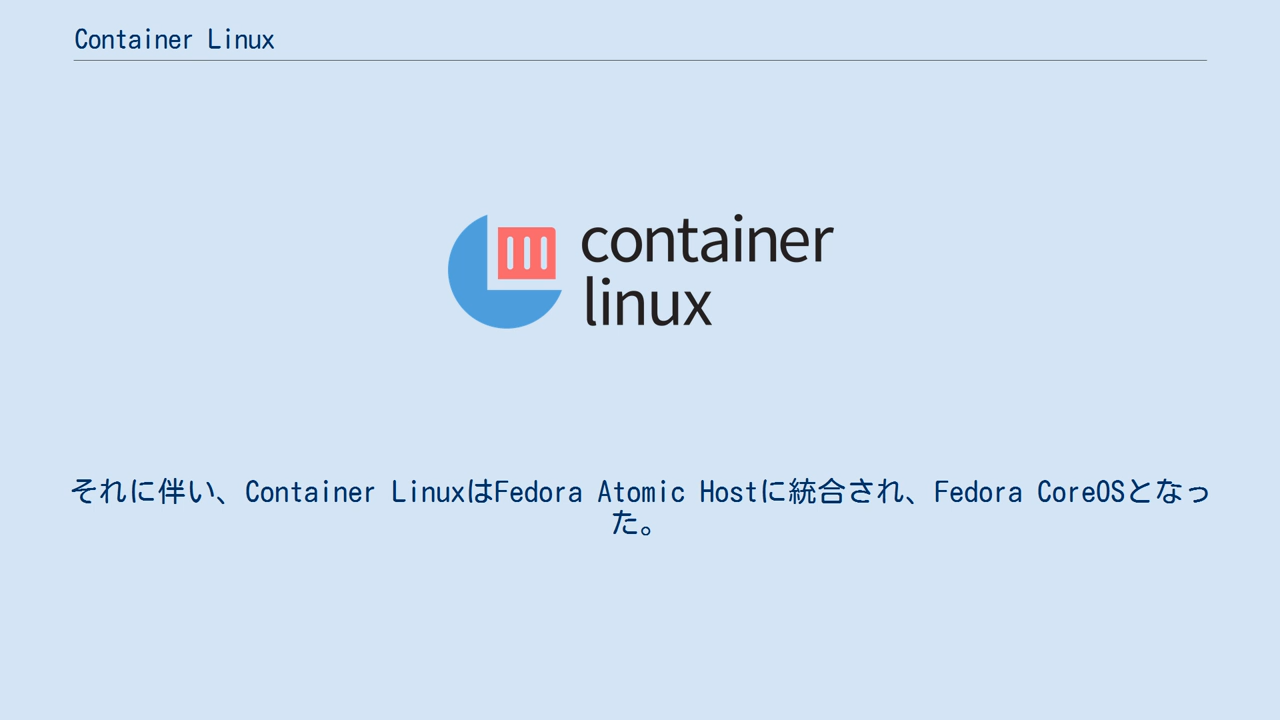 Container Linux
container
linux
それに伴い、Container LinuxはFedora Atomic Hostに統合され、Fedora CoreOSとなっ
た。